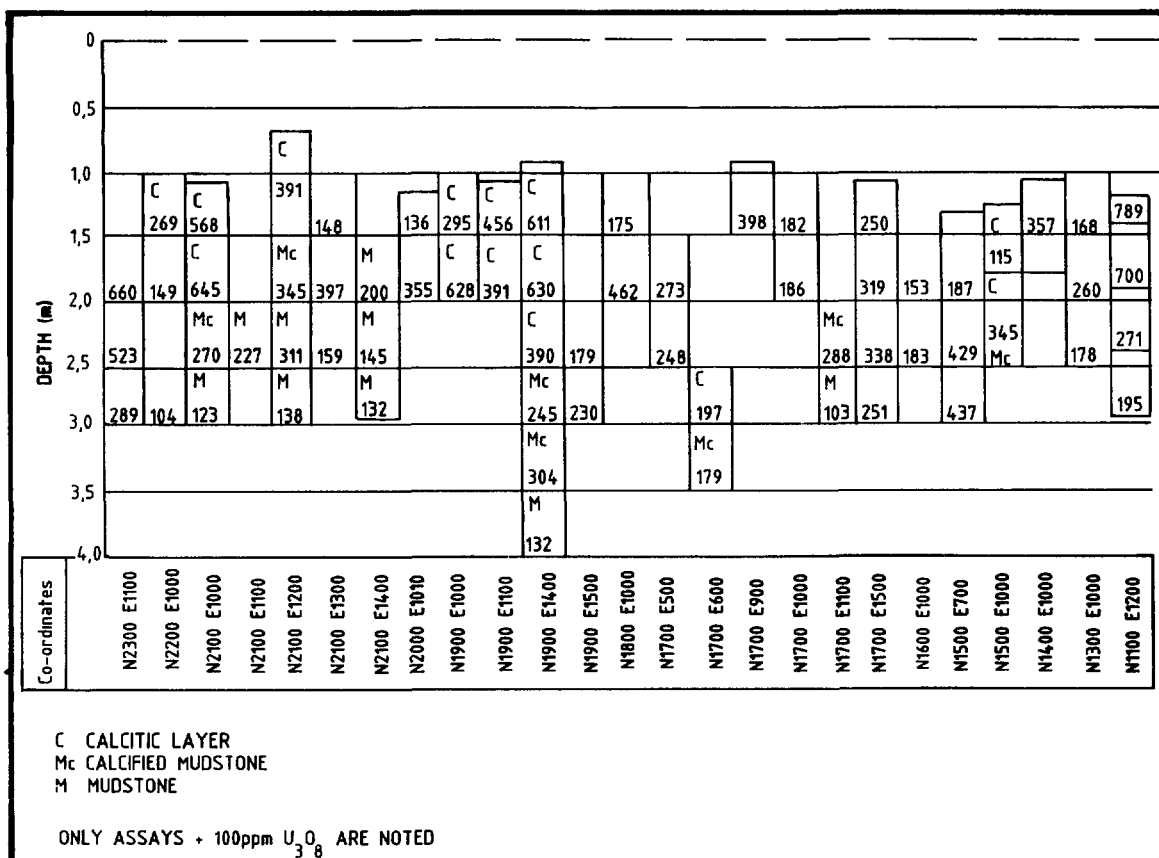 0
0,5
C
1,0 C C 391 C C C
269 568 148 136 295 456 611 175 398 182 250 C 357 168 789
1,5 C Mc M C C C 115
660 149 645 345 397 200 355 628 391 630 462 273 186 319 153 187 C 260 700
2,0
Mc M M M C Mc 345 271
523 270 227 311 159 145 390 179 248 288 338 183 429 Mc 178
2,5 M M M Mc C M
289 104 123 138 132 245 230 197 103 251 437 195
3,0 Mc Mc
304 179
3,5 M
132
4,0
DEPTH (m)
Co-ordinates
N2300 E1100
N2200 E1000
N2100 E1000
N2100 E1100
N2100 E1200
N2100 E1300
N2100 E1400
N2000 E1010
N1900 E1000
N1900 E1100
N1900 E1400
N1900 E1500
N1800 E1000
N1700 E500
N1700 E600
N1700 E900
N1700 E1000
N1700 E1100
N1700 E1500
N1600 E1000
N1500 E700
N1500 E1000
N1400 E1000
N1300 E1000
N1100 E1200
C CALCITIC LAYER
Mc CALCIFIED MUDSTONE
M MUDSTONE
ONLY ASSAYS + 100ppm U3O8 ARE NOTED